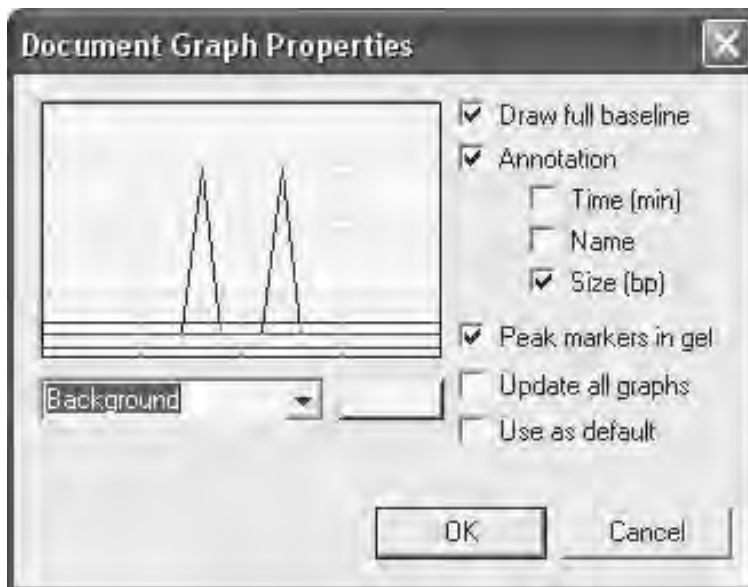 Document Graph Properties
Draw full baseline
Annotation
Time (min)
Name
Size (bp)
Peak markers in gel
Background
Update all graphs
Use as default
OK
Cancel